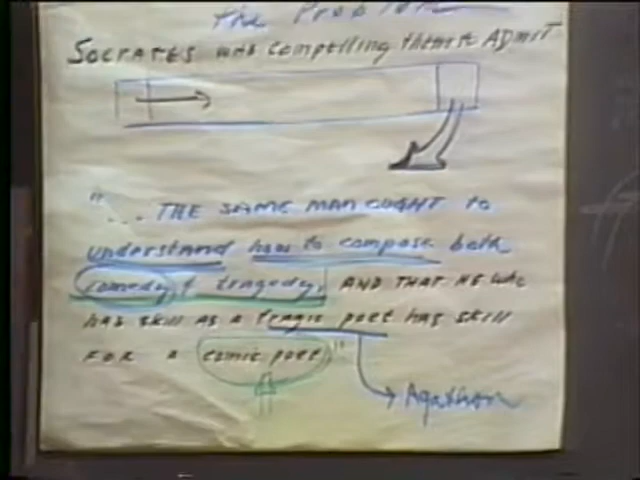 The Problem
SOCRATES was compelling them to ADMIT
"... THE SAME MAN OUGHT to
understand how to compose both
comedy & tragedy, AND THAT HE who
has skill as a tragic poet has skill
FOR a comic poet"
Agathon